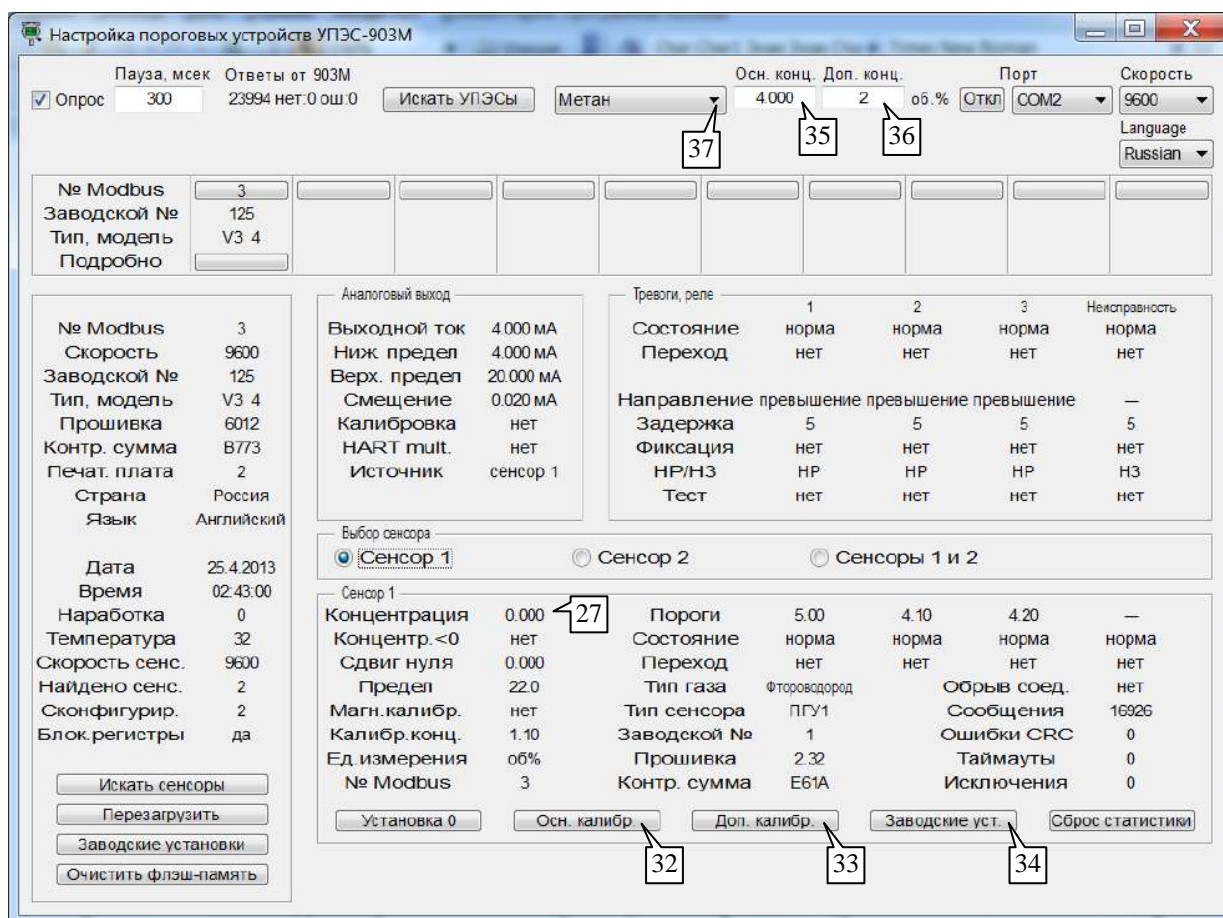 Настройка пороговых устройств УПЭС-903М
Пауза, мсек Ответы от 903М Осн. конц. Доп. конц. Порт Скорость
Опрос 300 23994 нет:0 ош:0 Искать УПЭСы Метан 4.000 2 об.% Откл COM2 9600
37 35 36
Language
Russian
№ Modbus 3
Заводской № 125
Тип, модель V3 4
Подробно
№ Modbus 3
Скорость 9600
Заводской № 125
Тип, модель V3 4
Прошивка 6012
Контр. сумма B773
Печат. плата 2
Страна Россия
Язык Английский
Дата 25.4.2013
Время 02:43:00
Наработка 0
Температура 32
Скорость сенс. 9600
Найдено сенс. 2
Сконфигурир. 2
Блок.регистры да
Искать сенсоры
Перезагрузить
Заводские установки
Очистить флэш-память
Аналоговый выход
Выходной ток 4.000 мА
Ниж. предел 4.000 мА
Верх. предел 20.000 мА
Смещение 0.020 мА
Калибровка нет
HART mult. нет
Источник сенсор 1
Тревоги, реле
1 2 3 Неисправность
Состояние норма норма норма норма
Переход нет нет нет нет
Направление превышение превышение превышение —
Задержка 5 5 5 5
Фиксация нет нет нет нет
НР/НЗ НР НР НР НЗ
Тест нет нет нет нет
Выбор сенсора
Сенсор 1 Сенсор 2 Сенсоры 1 и 2
Сенсор 1
Концентрация 0.000 27 Пороги 5.00 4.10 4.20 —
Концентр.<0 нет Состояние норма норма норма норма
Сдвиг нуля 0.000 Переход нет нет нет нет
Предел 22.0 Тип газа Фтороводород Обрыв соед. нет
Магн.калибр. нет Тип сенсора ПГУ1 Сообщения 16926
Калибр.конц. 1.10 Заводской № 1 Ошибки CRC 0
Ед.измерения об% Прошивка 2.32 Таймауты 0
№ Modbus 3 Контр. сумма E61A Исключения 0
Установка 0 Осн. калибр. Доп. калибр. Заводские уст. Сброс статистики
32 33 34